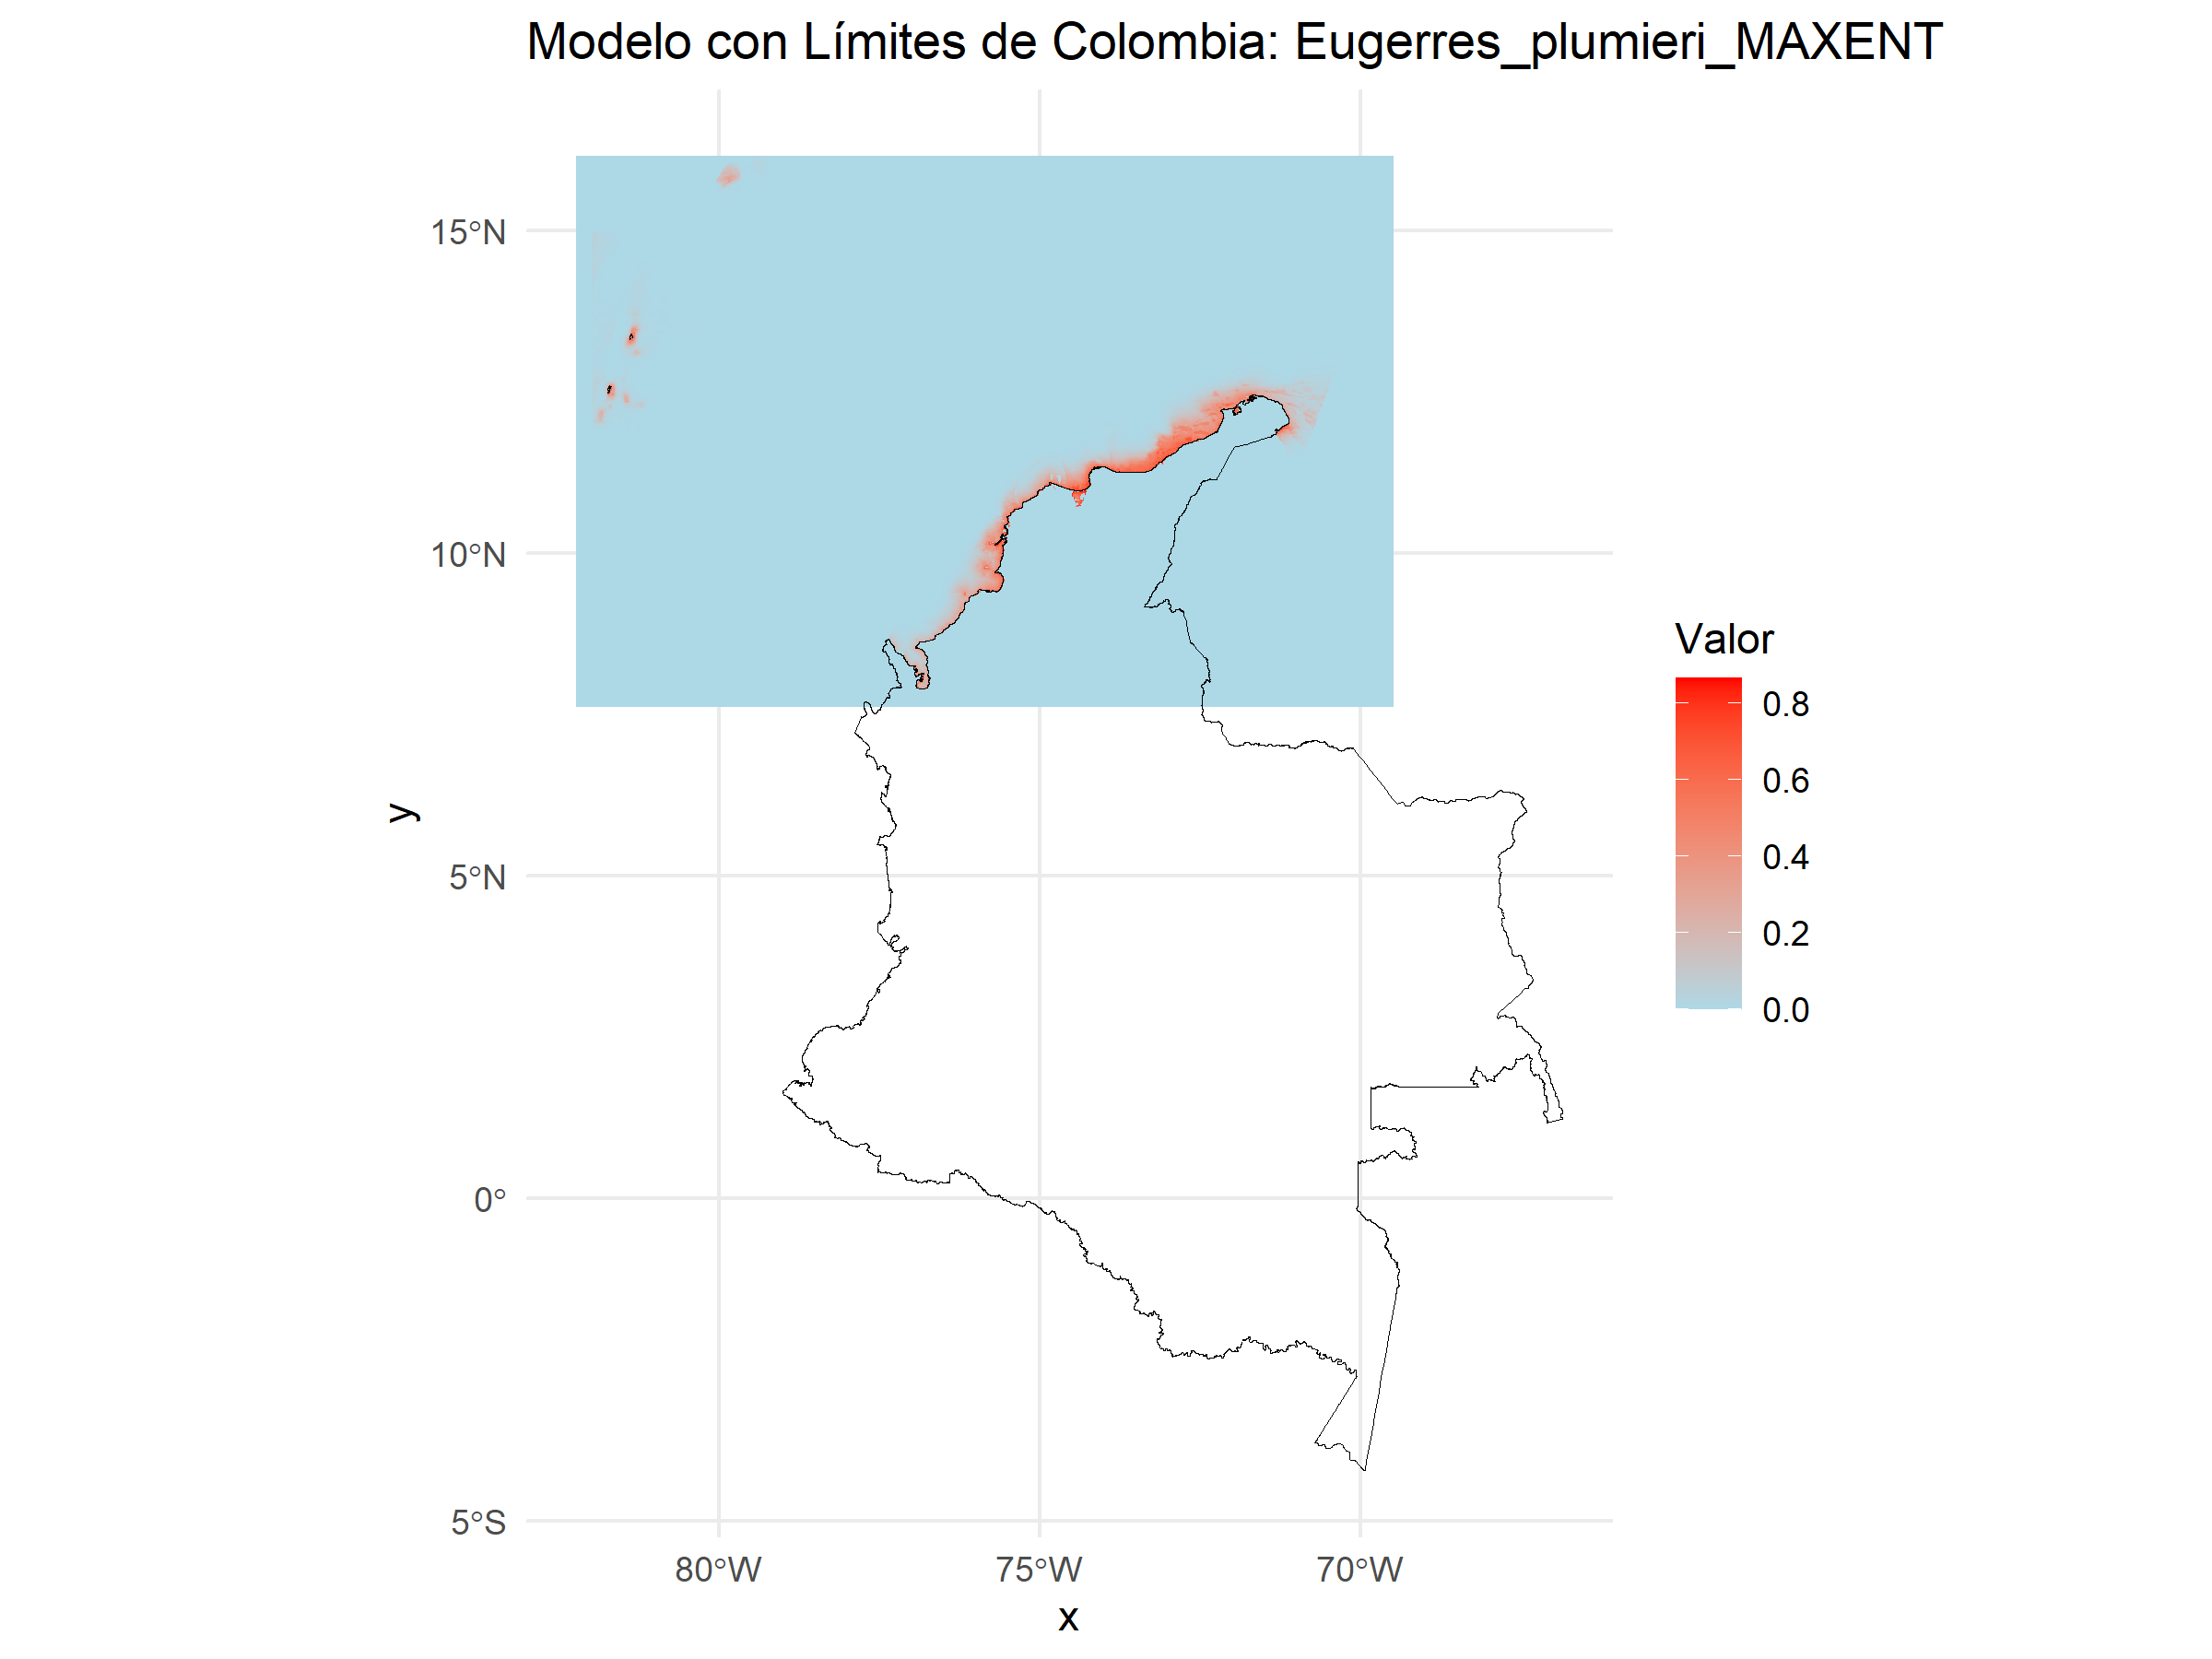 Modelo con Límites de Colombia: Eugerres_plumieri_MAXENT
15°N
10°N
5°N
0°
5°S
y
80°W
75°W
70°W
x
Valor
0.8
0.6
0.4
0.2
0.0